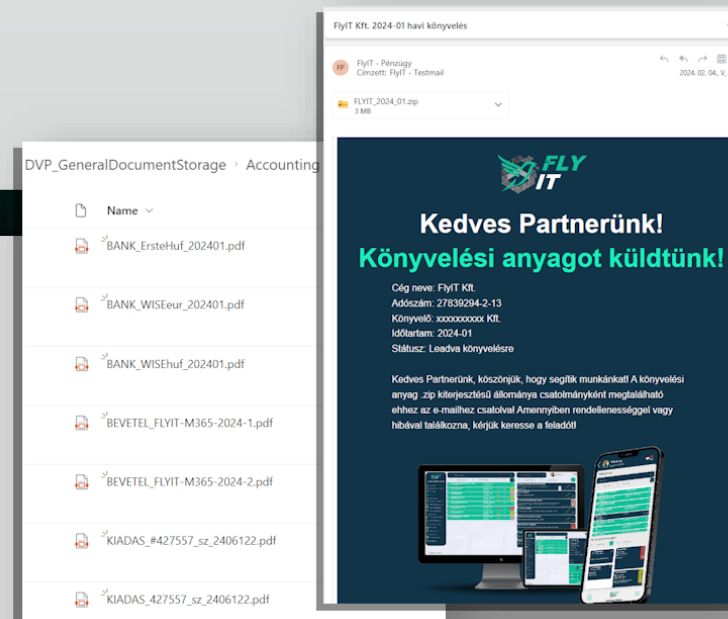 DVP_GeneralDocumentStorage > Accounting
Name
BANK_ErsteHuf_202401.pdf
BANK_WISEeur_202401.pdf
BANK_WISEhuf_202401.pdf
BEVETEL_FLYIT-M365-2024-1.pdf
BEVETEL_FLYIT-M365-2024-2.pdf
KIADAS_#427557_sz_2406122.pdf
KIADAS_427557_sz_2406122.pdf
FlyIT Kft. 2024-01 havi könyvelés
FP
FlyIT - Pénzügy
Címzett: FlyIT - Testmail
2024. 02. 04., V,
FLYIT_2024_01.zip
3 MB
FLY
IT
Kedves Partnerünk!
Könyvelési anyagot küldtünk!
Cég neve: FlyIT Kft.
Adószám: 27839294-2-13
Könyvelő: xxxxxxxxxx Kft.
Időtartam: 2024-01
Státusz: Leadva könyvelésre
Kedves Partnerünk, köszönjük, hogy segítik munkánkat! A könyvelési
anyag .zip kiterjesztésű állománya csatolmányként megtalálható
ehhez az e-mailhez csatolva! Amennyiben rendellenességgel vagy
hibával találkozna, kérjük keresse a feladót!